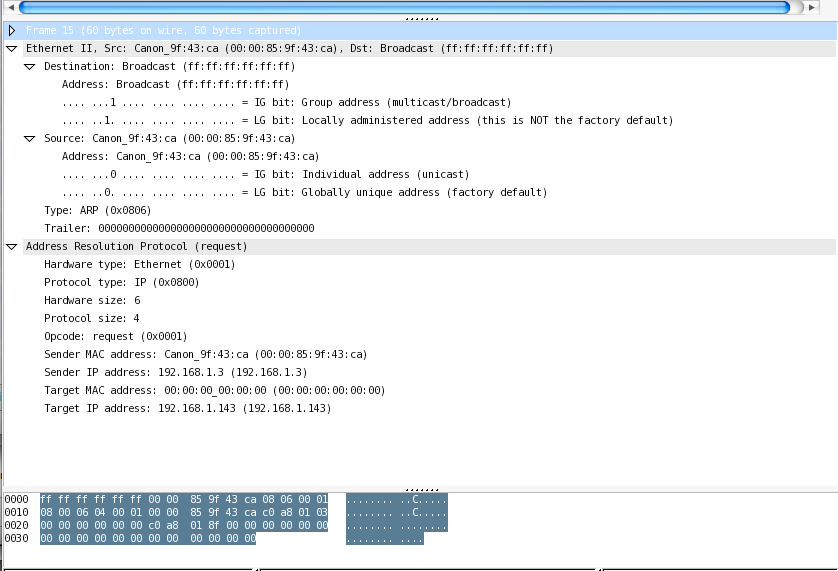 Frame 15 (60 bytes on wire, 60 bytes captured)
Ethernet II, Src: Canon_9f:43:ca (00:00:85:9f:43:ca), Dst: Broadcast (ff:ff:ff:ff:ff:ff)
Destination: Broadcast (ff:ff:ff:ff:ff:ff)
Address: Broadcast (ff:ff:ff:ff:ff:ff)
.... ...1 .... .... .... .... = IG bit: Group address (multicast/broadcast)
.... ..1. .... .... .... .... = LG bit: Locally administered address (this is NOT the factory default)
Source: Canon_9f:43:ca (00:00:85:9f:43:ca)
Address: Canon_9f:43:ca (00:00:85:9f:43:ca)
.... ...0 .... .... .... .... = IG bit: Individual address (unicast)
.... ..0. .... .... .... .... = LG bit: Globally unique address (factory default)
Type: ARP (0x0806)
Trailer: 000000000000000000000000000000000000
Address Resolution Protocol (request)
Hardware type: Ethernet (0x0001)
Protocol type: IP (0x0800)
Hardware size: 6
Protocol size: 4
Opcode: request (0x0001)
Sender MAC address: Canon_9f:43:ca (00:00:85:9f:43:ca)
Sender IP address: 192.168.1.3 (192.168.1.3)
Target MAC address: 00:00:00_00:00:00 (00:00:00:00:00:00)
Target IP address: 192.168.1.143 (192.168.1.143)
0000 ff ff ff ff ff ff 00 00 85 9f 43 ca 08 06 00 01 ........ ..C.....
0010 08 00 06 04 00 01 00 00 85 9f 43 ca c0 a8 01 03 ........ ..C.....
0020 00 00 00 00 00 00 c0 a8 01 8f 00 00 00 00 00 00 ........ ........
0030 00 00 00 00 00 00 00 00 00 00 00 00 ........ ....